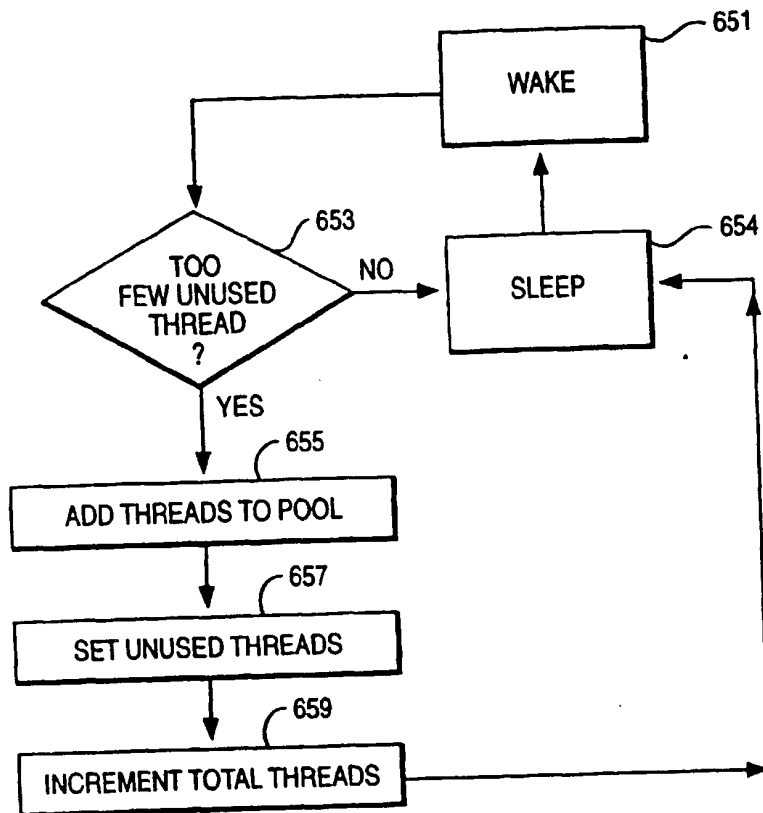 651
WAKE
653
TOO
FEW UNUSED
THREAD
?
NO
654
SLEEP
YES
655
ADD THREADS TO POOL
657
SET UNUSED THREADS
659
INCREMENT TOTAL THREADS